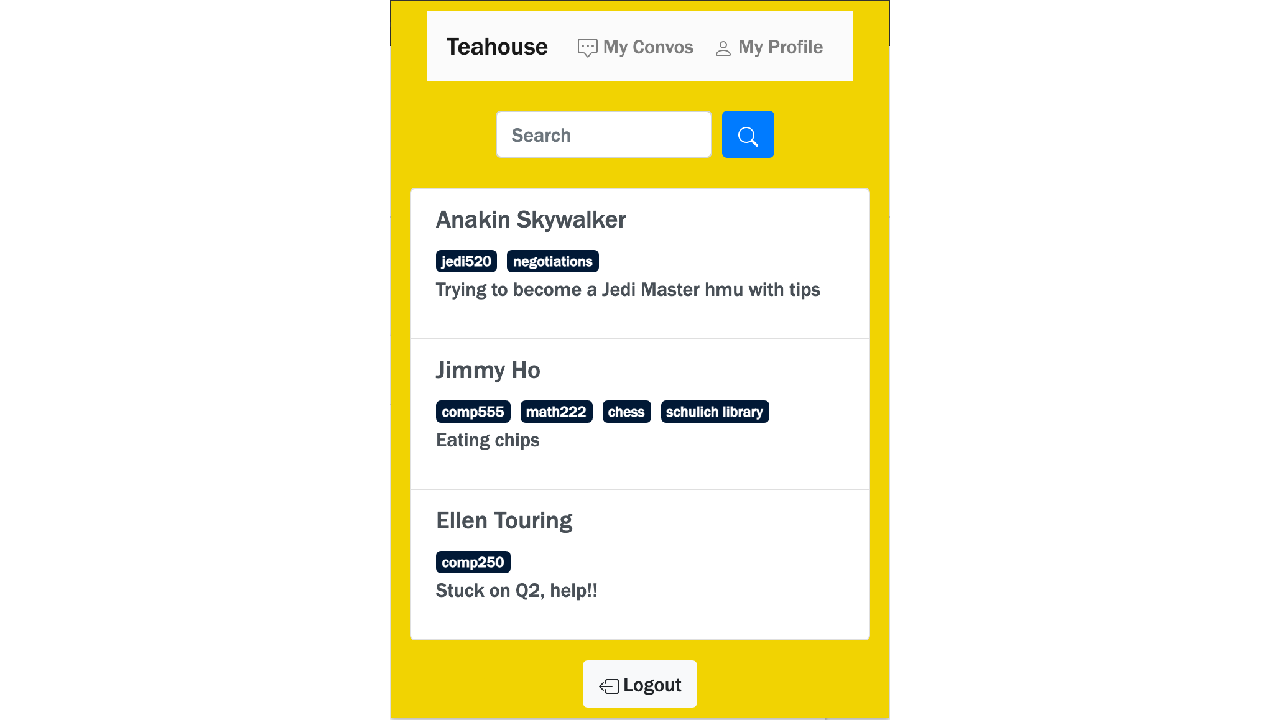 Teahouse My Convos My Profile
Search
Anakin Skywalker
jedi520 negotiations
Trying to become a Jedi Master hmu with tips
Jimmy Ho
comp555 math222 chess schulich library
Eating chips
Ellen Touring
comp250
Stuck on Q2, help!!
Logout